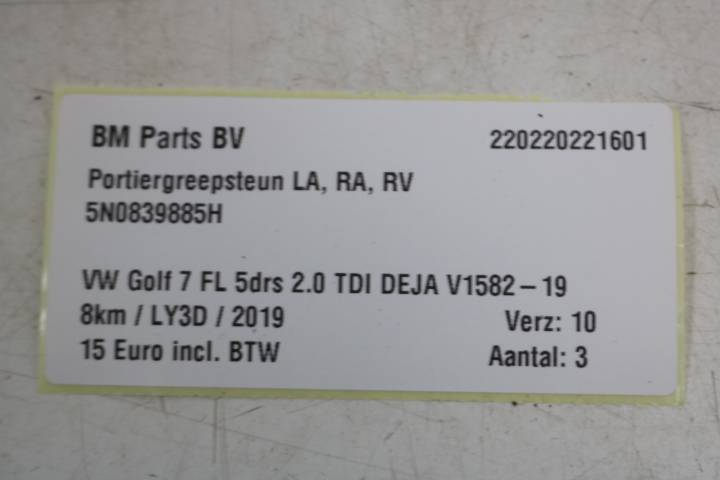 BM Parts BV 220220221601
Portiergreepsteun LA, RA, RV
5N0839885H
VW Golf 7 FL 5drs 2.0 TDI DEJA V1582-19
8km / LY3D / 2019 Verz: 10
15 Euro incl. BTW Aantal: 3